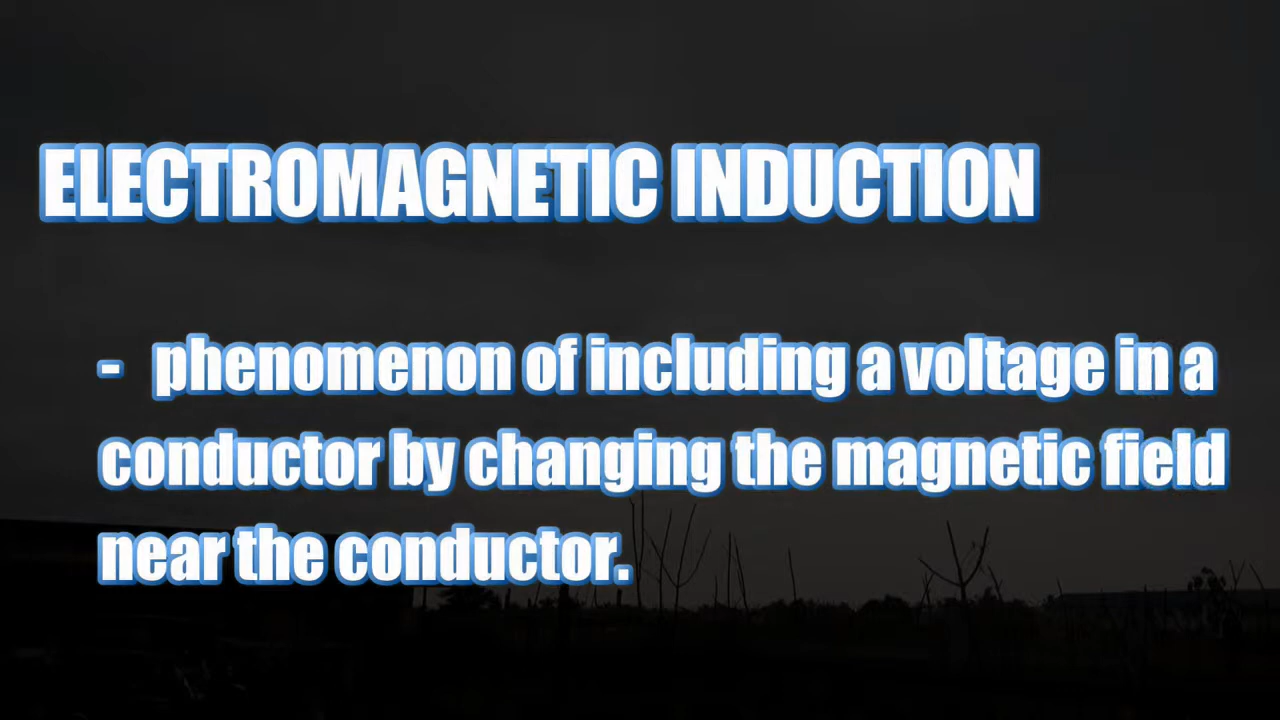 ELECTROMAGNETIC INDUCTION
- phenomenon of including a voltage in a
conductor by changing the magnetic field
near the conductor.